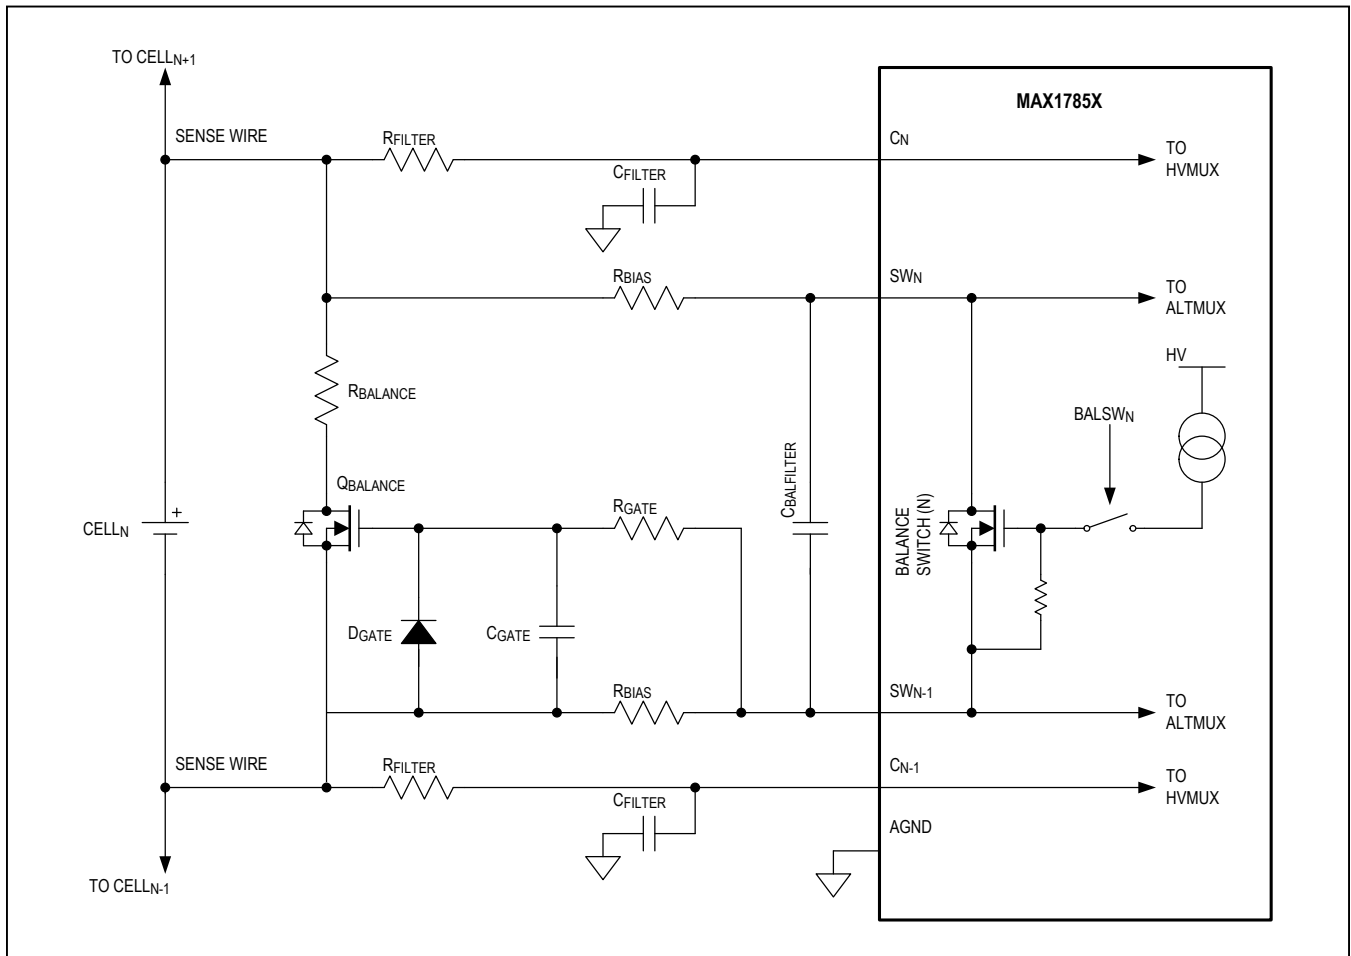 TO CELLN+1
MAX1785X
SENSE WIRE
RFILTER
CN
TO
HVMUX
CFILTER
RBIAS
SWN
TO
ALTMUX
HV
RBALANCE
BALSWN
CBALFILTER
QBALANCE
RGATE
CELLN
+
BALANCE
SWITCH (N)
DGATE
CGATE
RBIAS
SWN-1
TO
ALTMUX
SENSE WIRE
RFILTER
CN-1
TO
HVMUX
CFILTER
AGND
TO CELLN-1